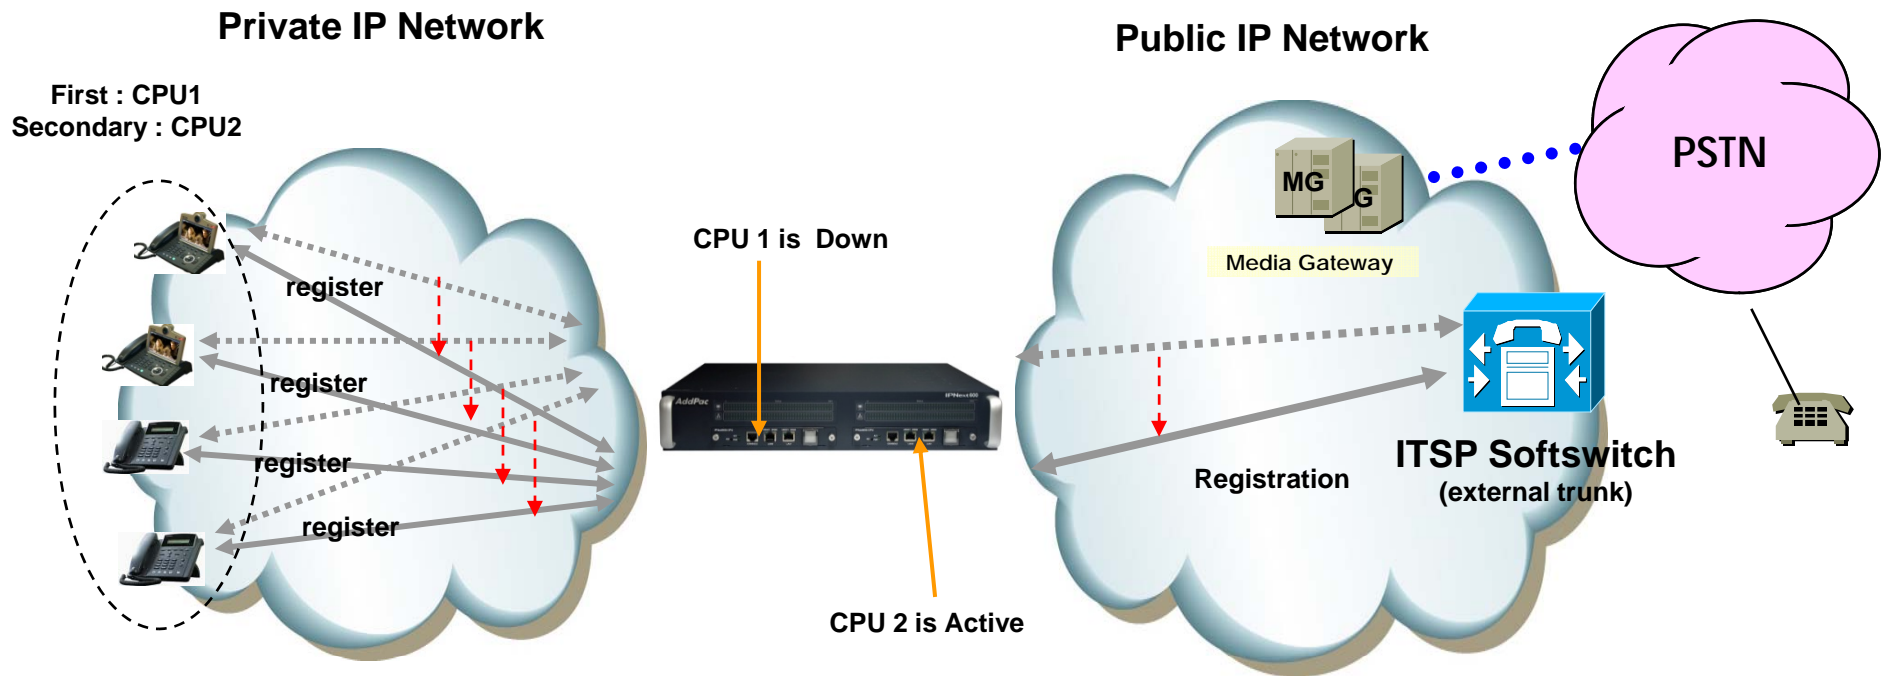 Private IP Network
Public IP Network
First : CPU1
Secondary : CPU2
PSTN
MG
G
Media Gateway
CPU 1 is Down
register
register
register
register
AddPac
IPNext800
Registration
ITSP Softswitch
(external trunk)
CPU 2 is Active